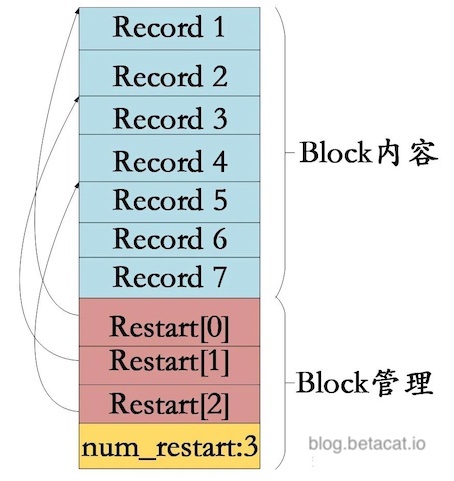 Record 1
Record 2
Record 3
Record 4
Record 5
Record 6
Record 7
Block内容
Restart[0]
Restart[1]
Restart[2]
num_restart:3
Block管理
blog.betacat.io